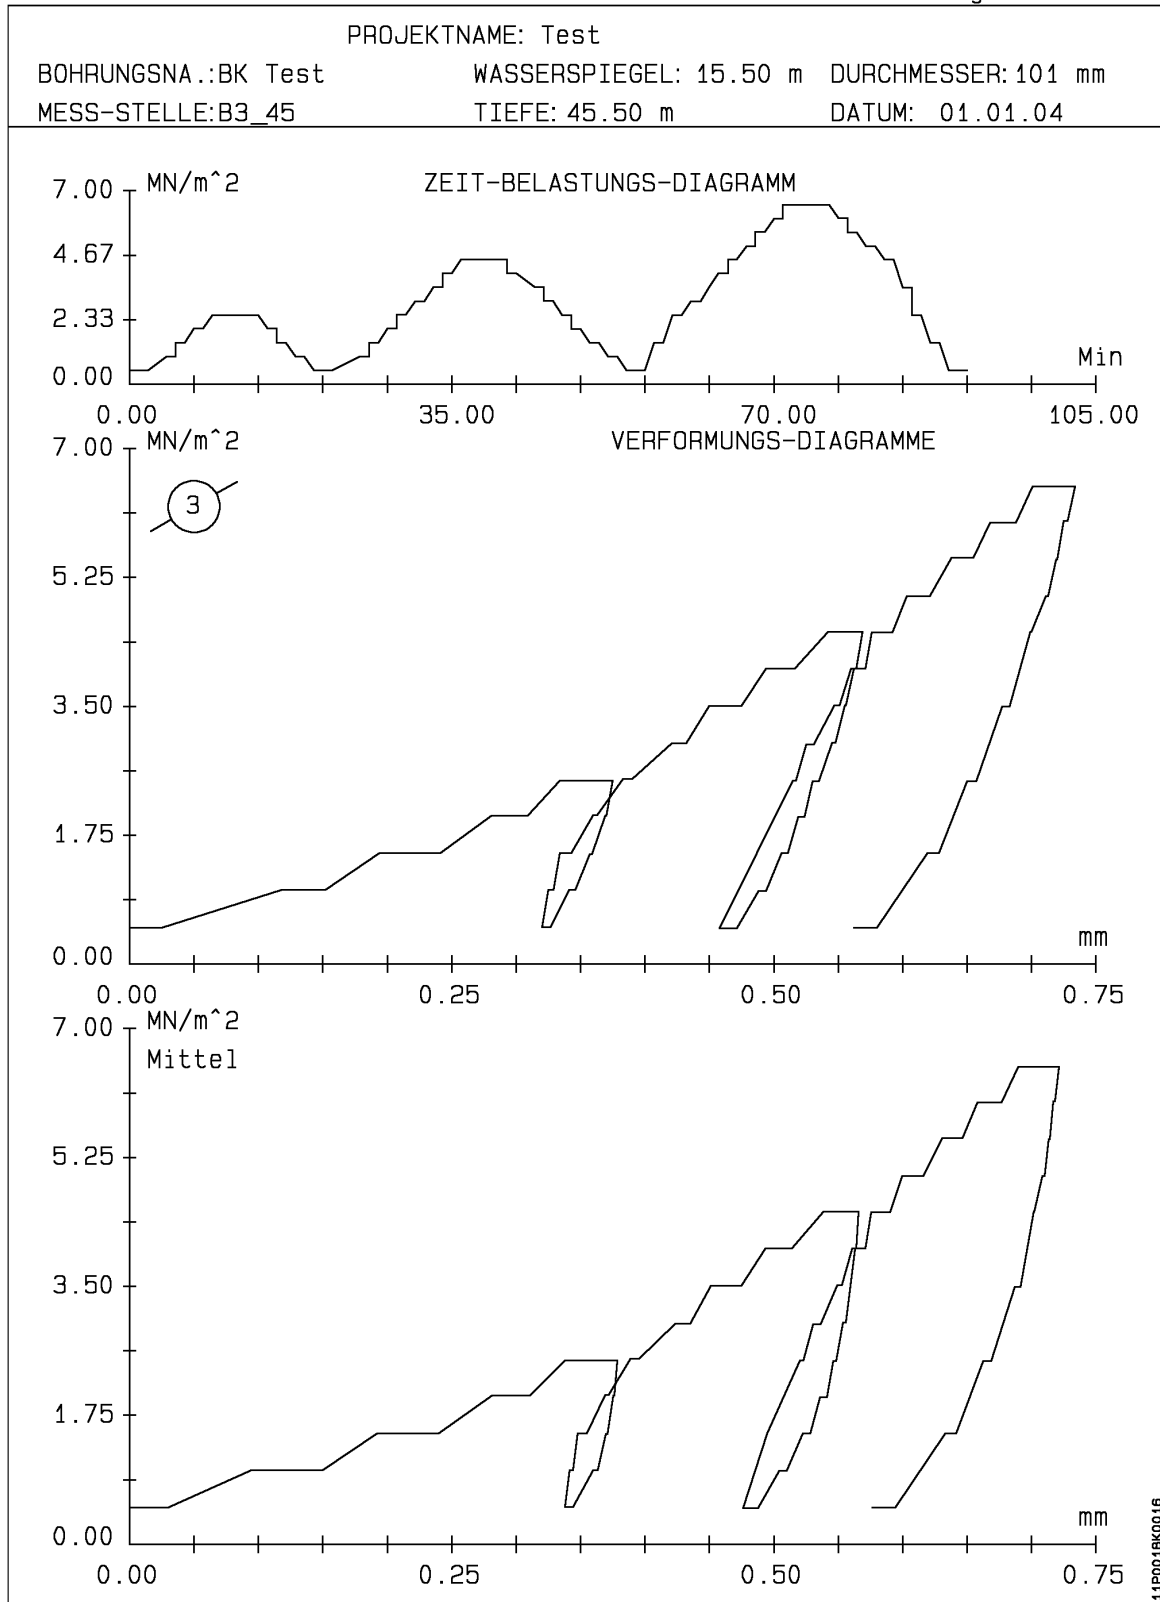 PROJEKTNAME: Test
BOHRUNGSNA.:BK Test WASSERSPIEGEL: 15.50 m DURCHMESSER: 101 mm
MESS-STELLE:B3_45 TIEFE: 45.50 m DATUM: 01.01.04
7.00 MN/m^2 ZEIT-BELASTUNGS-DIAGRAMM
4.67
2.33
0.00 Min
0.00 35.00 70.00 105.00
7.00 MN/m^2 VERFORMUNGS-DIAGRAMME
3
5.25
3.50
1.75
0.00 mm
0.00 0.25 0.50 0.75
7.00 MN/m^2
Mittel
5.25
3.50
1.75
0.00 mm
0.00 0.25 0.50 0.75